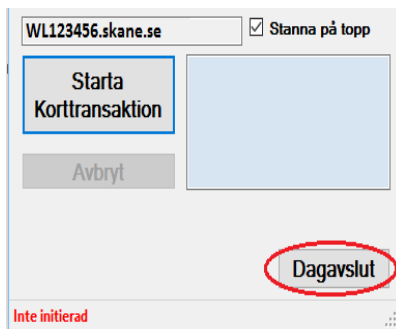 WL123456.skane.se
Stanna på topp
Starta
Korttransaktion
Avbryt
Dagavslut
Inte initierad